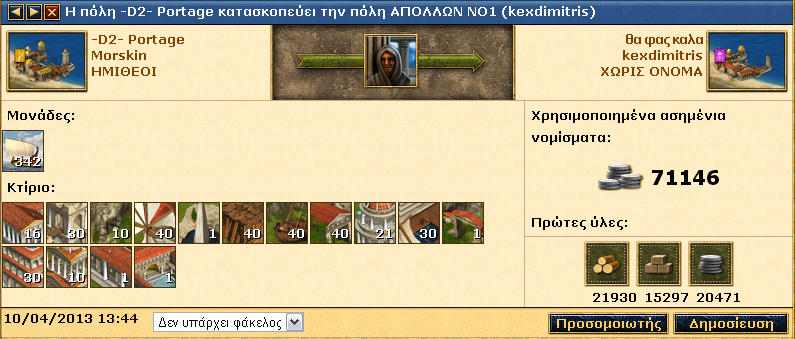 Η πόλη -D2- Portage κατασκοπεύει την πόλη ΑΠΟΛΛΩΝ ΝΟ1 (kexdimitris)
-D2- Portage
Morskin
ΗΜΙΘΕΟΙ
θα φας καλα
kexdimitris
ΧΩΡΙΣ ΟΝΟΜΑ
Μονάδες:
342
Κτίριο:
16 30 10 40 1 40 40 40 21 30 1
30 10 1 1
Χρησιμοποιημένα ασημένια
νομίσματα:
71146
Πρώτες ύλες:
21930 15297 20471
10/04/2013 13:44
Δεν υπάρχει φάκελος
Προσομοιωτής
Δημοσίευση